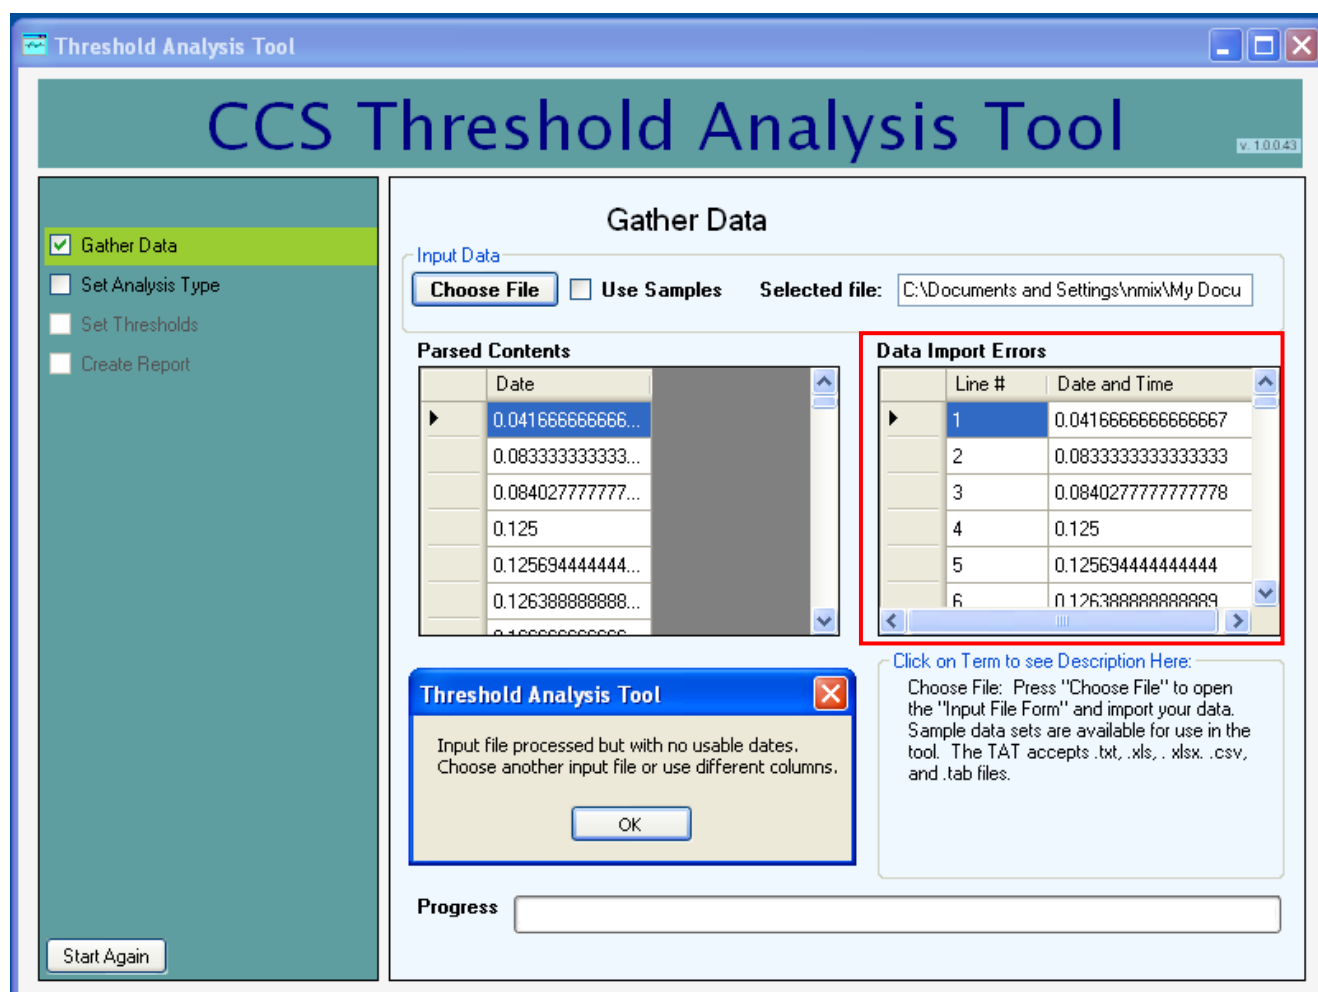 Threshold Analysis Tool
CCS Threshold Analysis Tool
v. 1.0.0.43
Gather Data
Set Analysis Type
Set Thresholds
Create Report
Start Again
Gather Data
Input Data
Choose File
Use Samples
Selected file:
C:\Documents and Settings\nmix\My Docu
Parsed Contents
Date
0.041666666666...
0.083333333333...
0.084027777777...
0.125
0.125694444444...
0.126388888888...
Data Import Errors
Line # Date and Time
1 0.0416666666666667
2 0.0833333333333333
3 0.0840277777777778
4 0.125
5 0.125694444444444
6 0.126388888888889
Threshold Analysis Tool
Input file processed but with no usable dates.
Choose another input file or use different columns.
OK
Click on Term to see Description Here:
Choose File: Press "Choose File" to open
the "Input File Form" and import your data.
Sample data sets are available for use in the
tool. The TAT accepts .txt, .xls, . xlsx. .csv,
and .tab files.
Progress